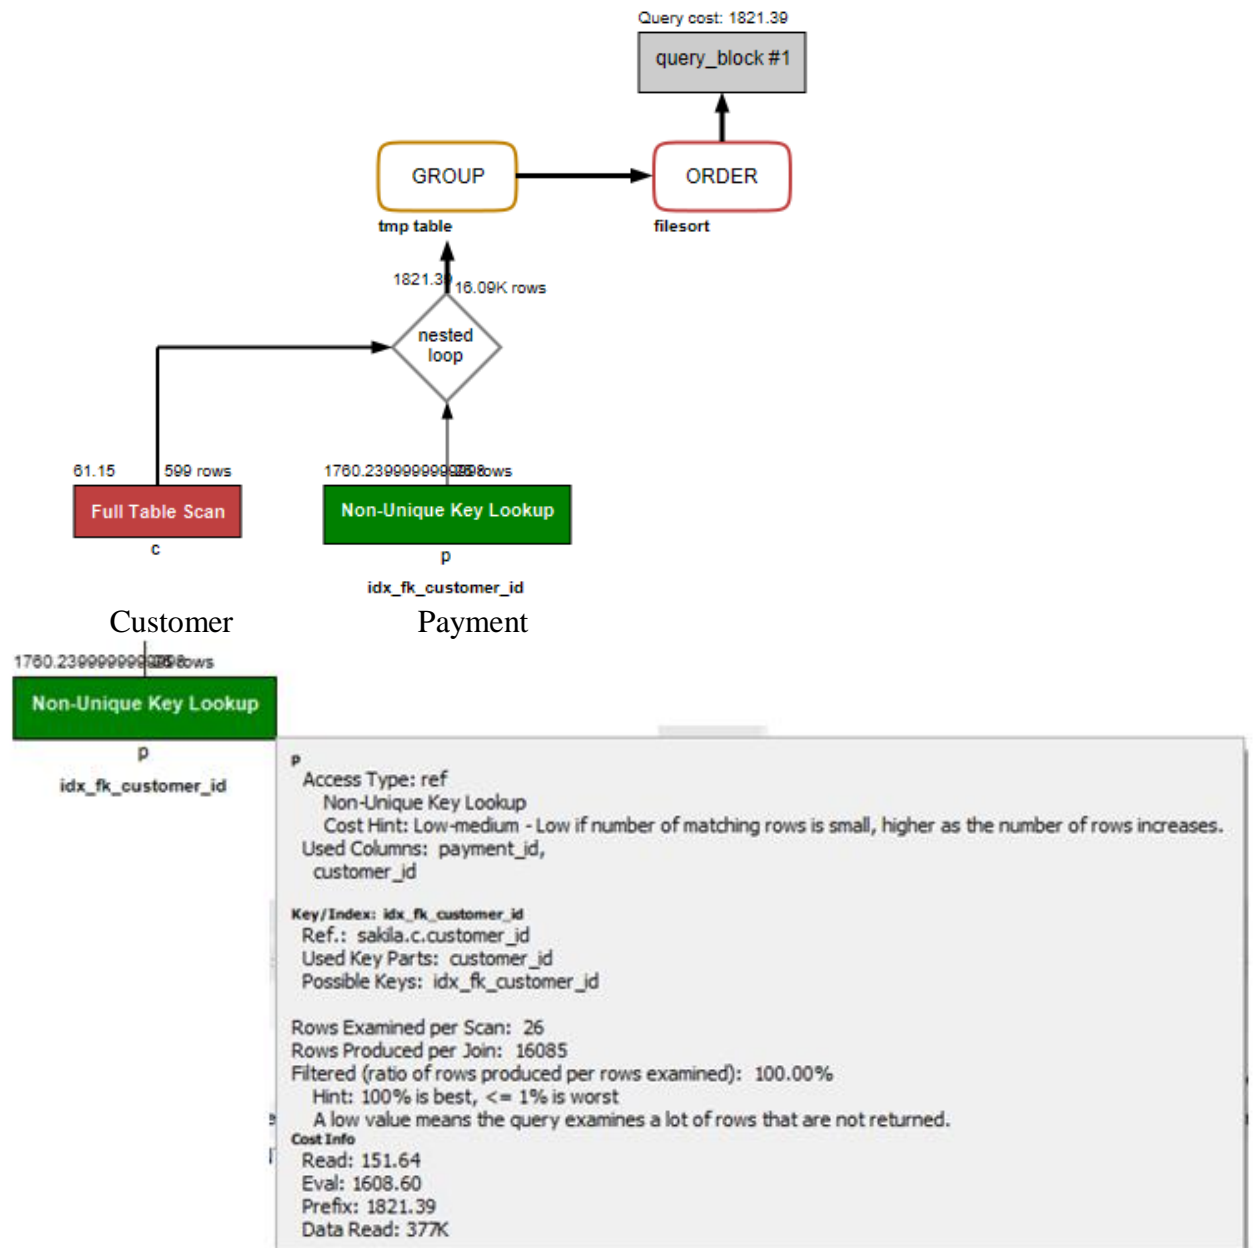 Query cost: 1821.39
query_block #1
GROUP
ORDER
tmp table
filesort
1821.39
16.09K rows
nested
loop
61.15
599 rows
1760.239999999
rows
Full Table Scan
Non-Unique Key Lookup
c
p
idx_fk_customer_id
Customer
Payment
1760.239999999
rows
Non-Unique Key Lookup
p
idx_fk_customer_id
p
Access Type: ref
Non-Unique Key Lookup
Cost Hint: Low-medium - Low if number of matching rows is small, higher as the number of rows increases.
Used Columns: payment_id,
customer_id
Key/Index: idx_fk_customer_id
Ref.: sakila.c.customer_id
Used Key Parts: customer_id
Possible Keys: idx_fk_customer_id
Rows Examined per Scan: 26
Rows Produced per Join: 16085
Filtered (ratio of rows produced per rows examined): 100.00%
Hint: 100% is best, <= 1% is worst
A low value means the query examines a lot of rows that are not returned.
Cost Info
Read: 151.64
Eval: 1608.60
Prefix: 1821.39
Data Read: 377K